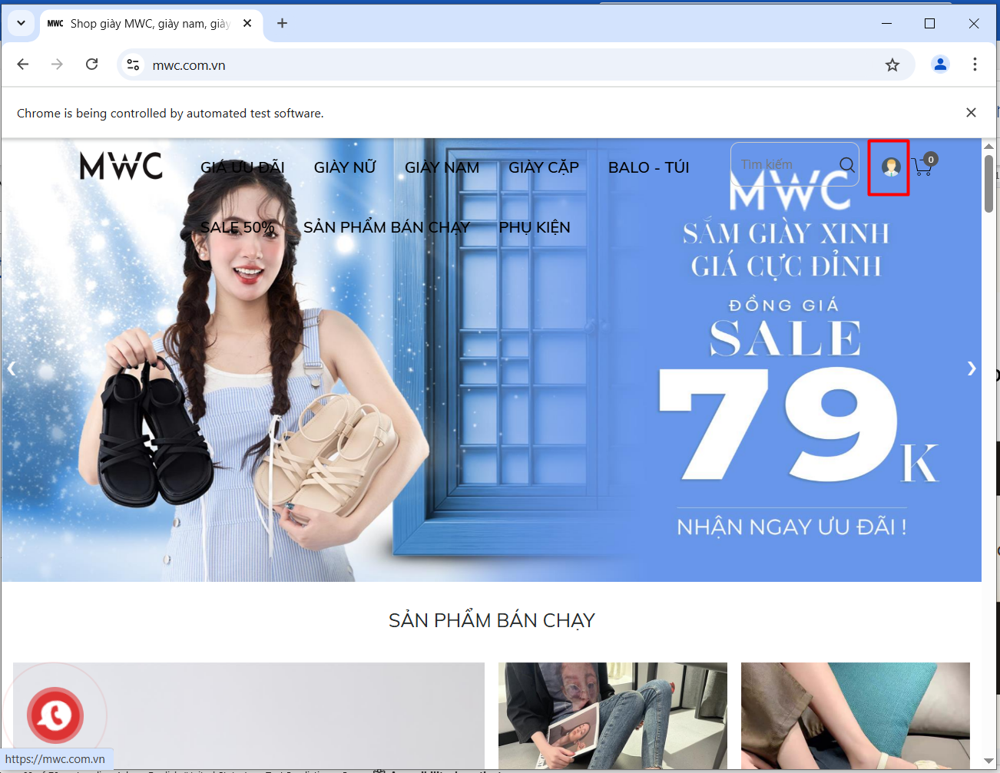 MWC Shop giày MWC, giày nam, giày
mwc.com.vn
Chrome is being controlled by automated test software.
MWC
GIÁ ƯU ĐÃI GIÀY NỮ GIÀY NAM GIÀY CẶP BALO - TÚI
Tìm kiếm
0
SALE 50% SẢN PHẨM BÁN CHẠY PHỤ KIỆN
MWC
SẮM GIÀY XINH
GIÁ CỰC ĐỈNH
ĐỒNG GIÁ
SALE
79K
NHẬN NGAY ƯU ĐÃI !
SẢN PHẨM BÁN CHẠY
https://mwc.com.vn